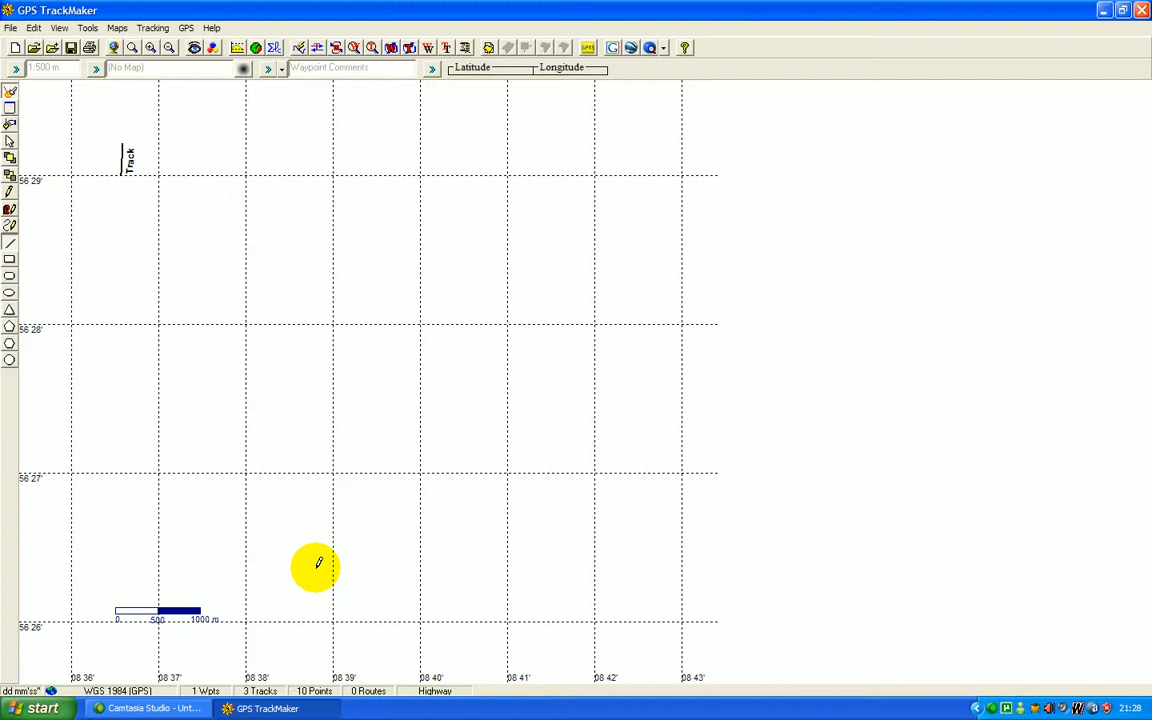 GPS TrackMaker
File Edit View Tools Maps Tracking GPS Help
1:500 m (No Map) Waypoint Comments Latitude Longitude
Track
56 29'
56 28'
56 27'
56 26'
0 500 1000 m
08 36' 08 37' 08 38' 08 39' 08 40' 08 41' 08 42' 08 43'
dd mm'ss" WGS 1984 (GPS) 1 Wpts 3 Tracks 10 Points 0 Routes Highway
start Camtasia Studio - Unt... GPS TrackMaker 21:28